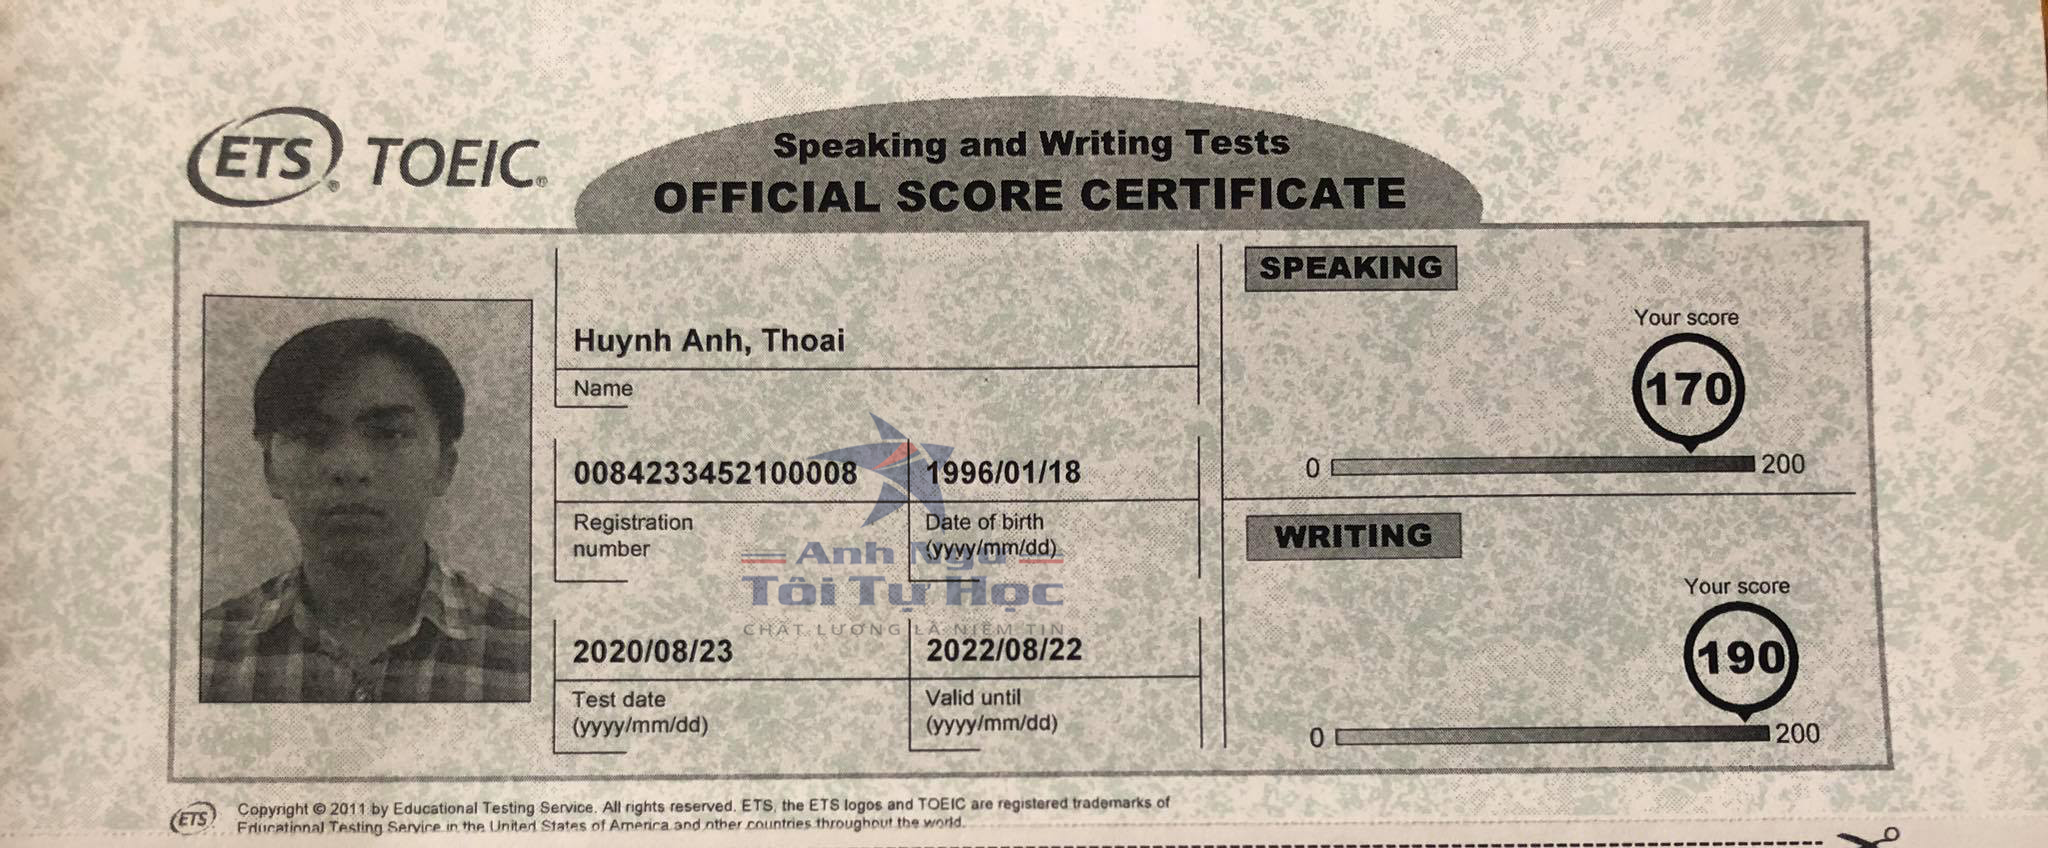 ETS® TOEIC®
Speaking and Writing Tests
OFFICIAL SCORE CERTIFICATE
Huynh Anh, Thoai
Name
0084233452100008
Registration
number
1996/01/18
Date of birth
(yyyy/mm/dd)
Anh Ngữ
Tôi Tự Học
CHẤT LƯỢNG LÀ NIỀM TIN
2020/08/23
Test date
(yyyy/mm/dd)
2022/08/22
Valid until
(yyyy/mm/dd)
SPEAKING
Your score
170
0 200
WRITING
Your score
190
0 200
ETS® Copyright © 2011 by Educational Testing Service. All rights reserved. ETS, the ETS logos and TOEIC are registered trademarks of
Educational Testing Service in the United States of America and other countries throughout the world.